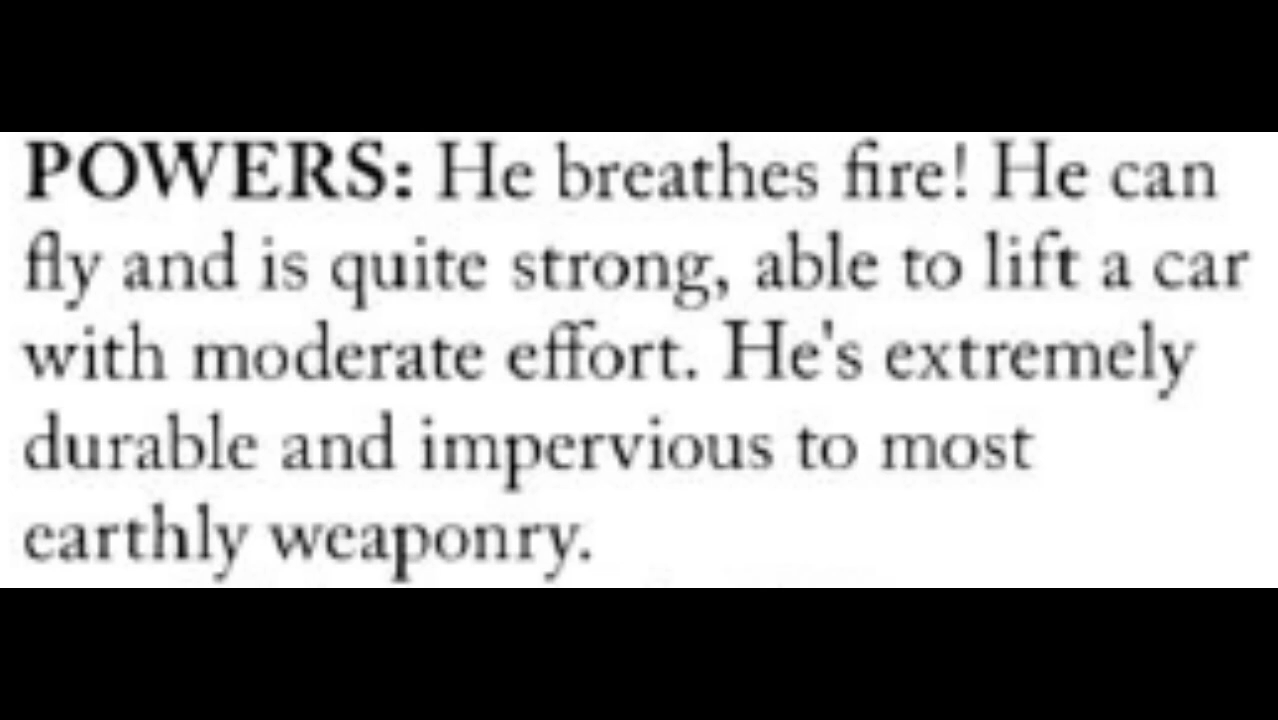 POWERS: He breathes fire! He can
fly and is quite strong, able to lift a car
with moderate effort. He's extremely
durable and impervious to most
earthly weaponry.